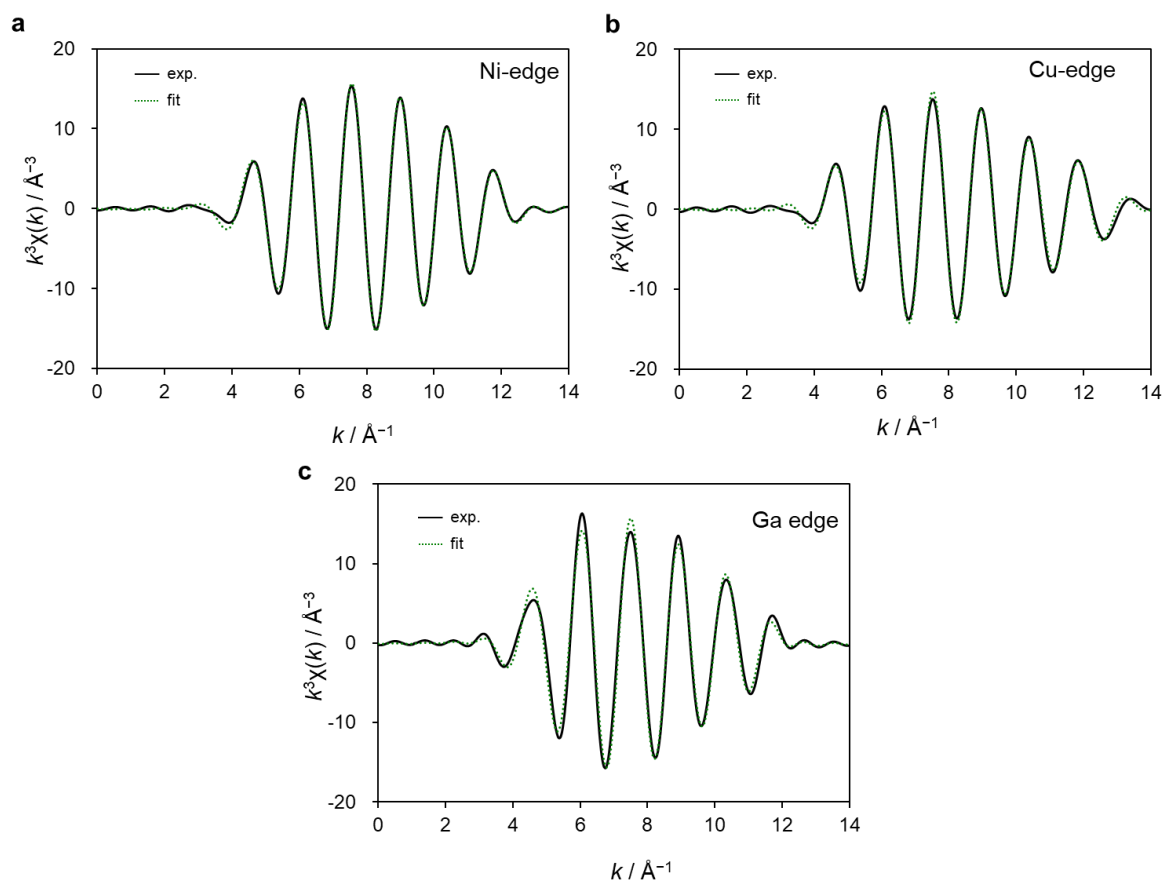 a
20
10
0
-10
-20
k³χ(k) / Å⁻³
exp.
fit
Ni-edge
0 2 4 6 8 10 12 14
k / Å⁻¹
b
20
10
0
-10
-20
k³χ(k) / Å⁻³
exp.
fit
Cu-edge
0 2 4 6 8 10 12 14
k / Å⁻¹
c
20
10
0
-10
-20
k³χ(k) / Å⁻³
exp.
fit
Ga edge
0 2 4 6 8 10 12 14
k / Å⁻¹